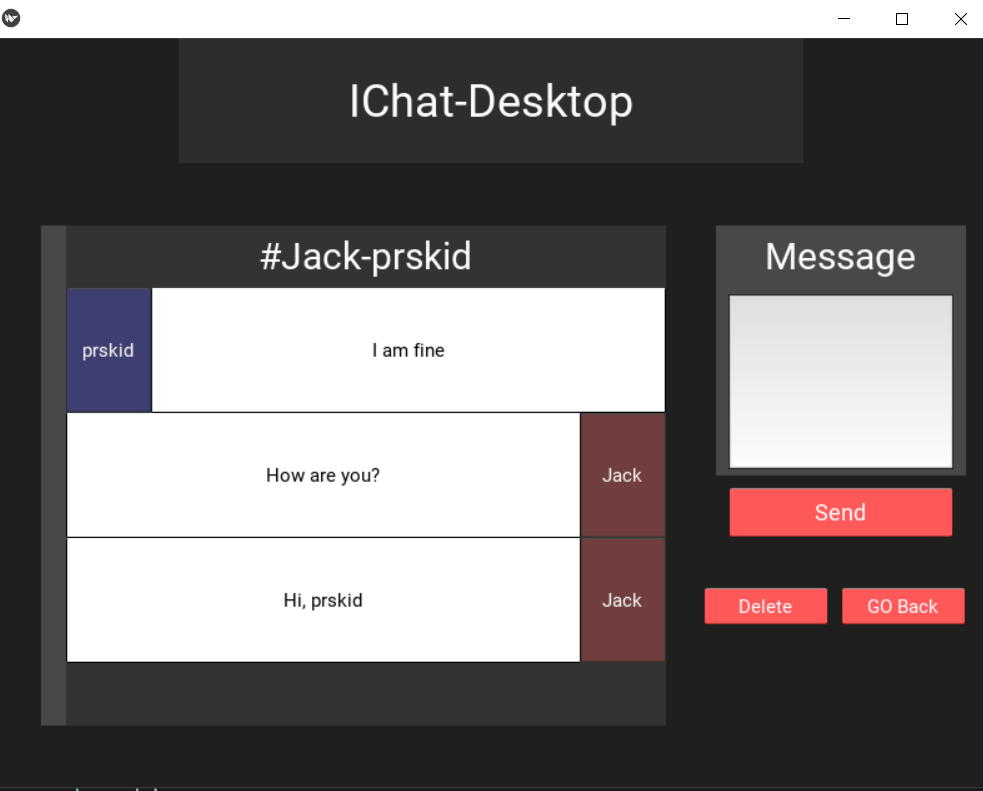 IChat-Desktop
#Jack-prskid
prskid
I am fine
How are you?
Jack
Hi, prskid
Jack
Message
Send
Delete
GO Back